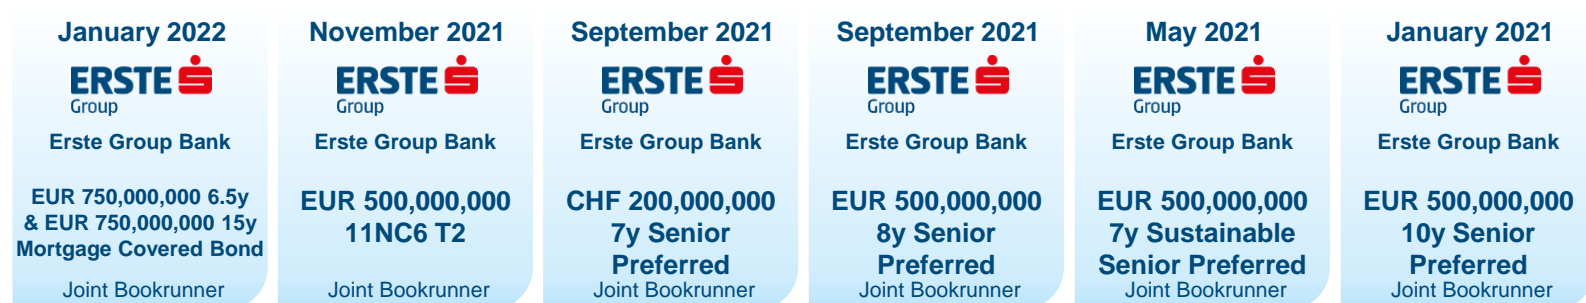 January 2022
ERSTE
Group
Erste Group Bank
EUR 750,000,000 6.5y
& EUR 750,000,000 15y
Mortgage Covered Bond
Joint Bookrunner
November 2021
ERSTE
Group
Erste Group Bank
EUR 500,000,000
11NC6 T2
Joint Bookrunner
September 2021
ERSTE
Group
Erste Group Bank
CHF 200,000,000
7y Senior
Preferred
Joint Bookrunner
September 2021
ERSTE
Group
Erste Group Bank
EUR 500,000,000
8y Senior
Preferred
Joint Bookrunner
May 2021
ERSTE
Group
Erste Group Bank
EUR 500,000,000
7y Sustainable
Senior Preferred
Joint Bookrunner
January 2021
ERSTE
Group
Erste Group Bank
EUR 500,000,000
10y Senior
Preferred
Joint Bookrunner